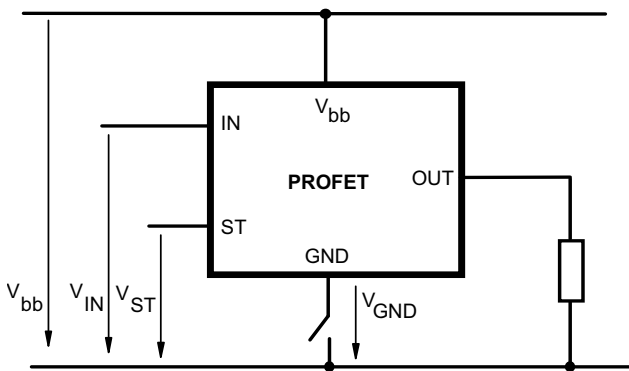 V_bb
IN
PROFET
OUT
ST
GND
V_bb
V_IN
V_ST
V_GND